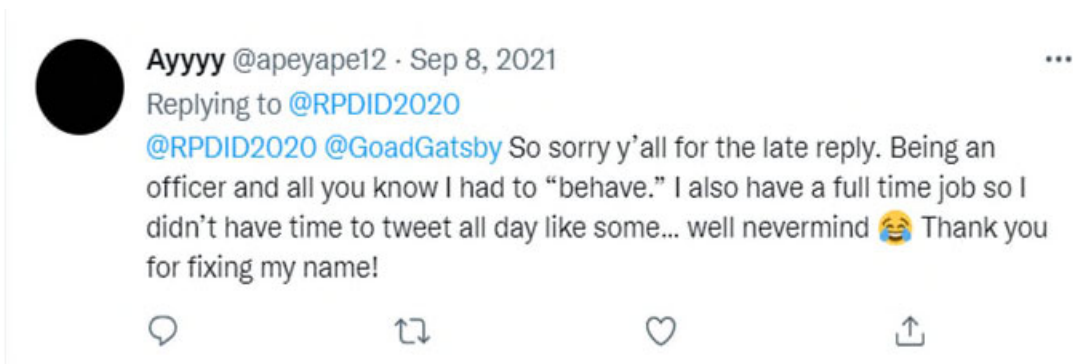 Ayyyy @apeyape12 · Sep 8, 2021
Replying to @RPDID2020
@RPDID2020 @GoadGatsby So sorry y’all for the late reply. Being an
officer and all you know I had to “behave.” I also have a full time job so I
didn’t have time to tweet all day like some... well nevermind 😂 Thank you
for fixing my name!